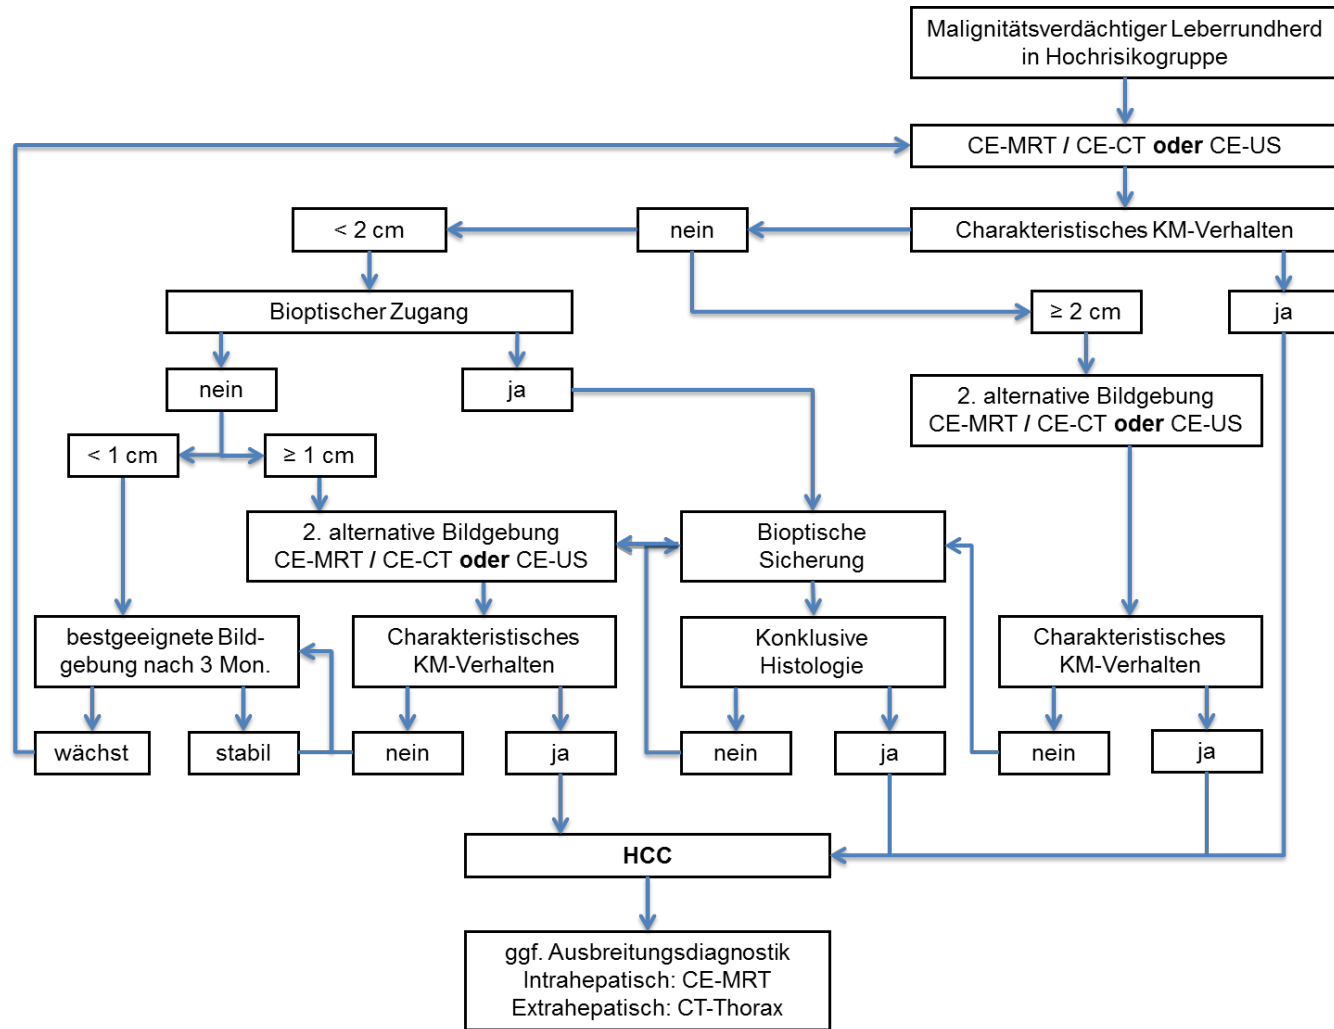 Malignitätsverdächtiger Leberrundherd
in Hochrisikogruppe
CE-MRT / CE-CT oder CE-US
< 2 cm
nein
Charakteristisches KM-Verhalten
Bioptischer Zugang
≥ 2 cm
ja
nein
ja
2. alternative Bildgebung
CE-MRT / CE-CT oder CE-US
< 1 cm
≥ 1 cm
2. alternative Bildgebung
CE-MRT / CE-CT oder CE-US
Bioptische
Sicherung
bestgeeignete Bild-
gebung nach 3 Mon.
Charakteristisches
KM-Verhalten
Konklusive
Histologie
Charakteristisches
KM-Verhalten
wächst
stabil
nein
ja
nein
ja
nein
ja
HCC
ggf. Ausbreitungsdiagnostik
Intrahepatisch: CE-MRT
Extrahepatisch: CT-Thorax